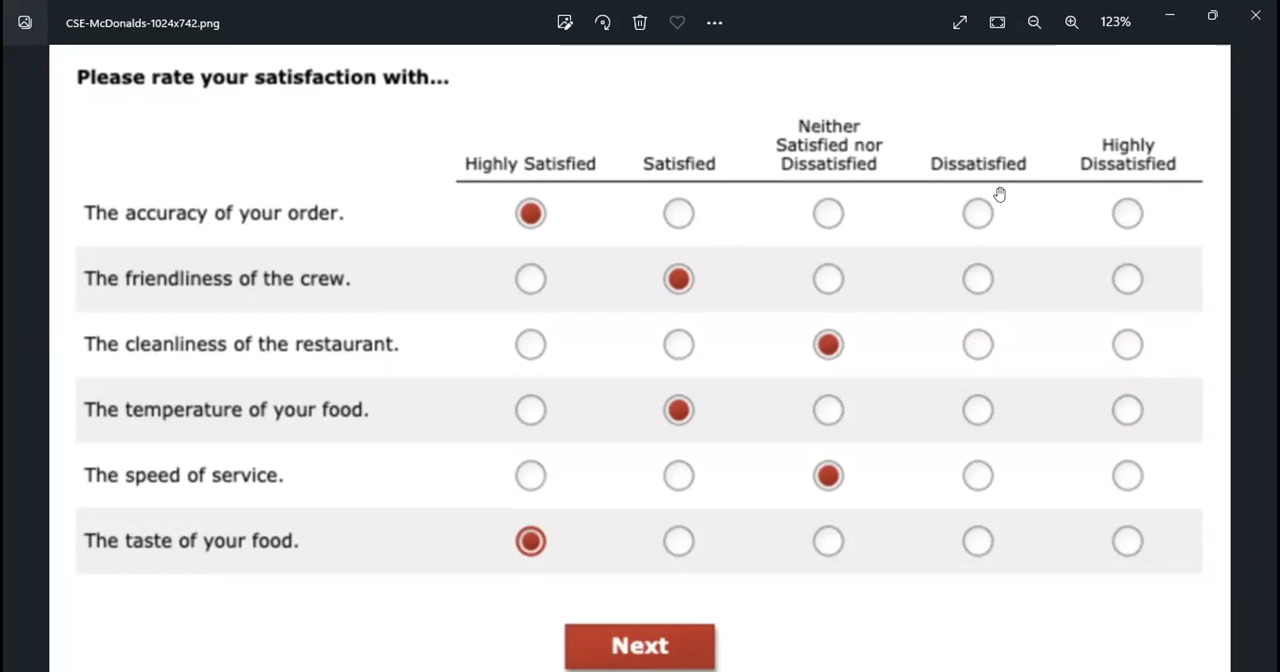 CSE-McDonalds-1024x742.png
123%
Please rate your satisfaction with...
Neither
Satisfied nor
Dissatisfied
Highly
Dissatisfied
Highly Satisfied
Satisfied
Dissatisfied
The accuracy of your order.
The friendliness of the crew.
The cleanliness of the restaurant.
The temperature of your food.
The speed of service.
The taste of your food.
Next